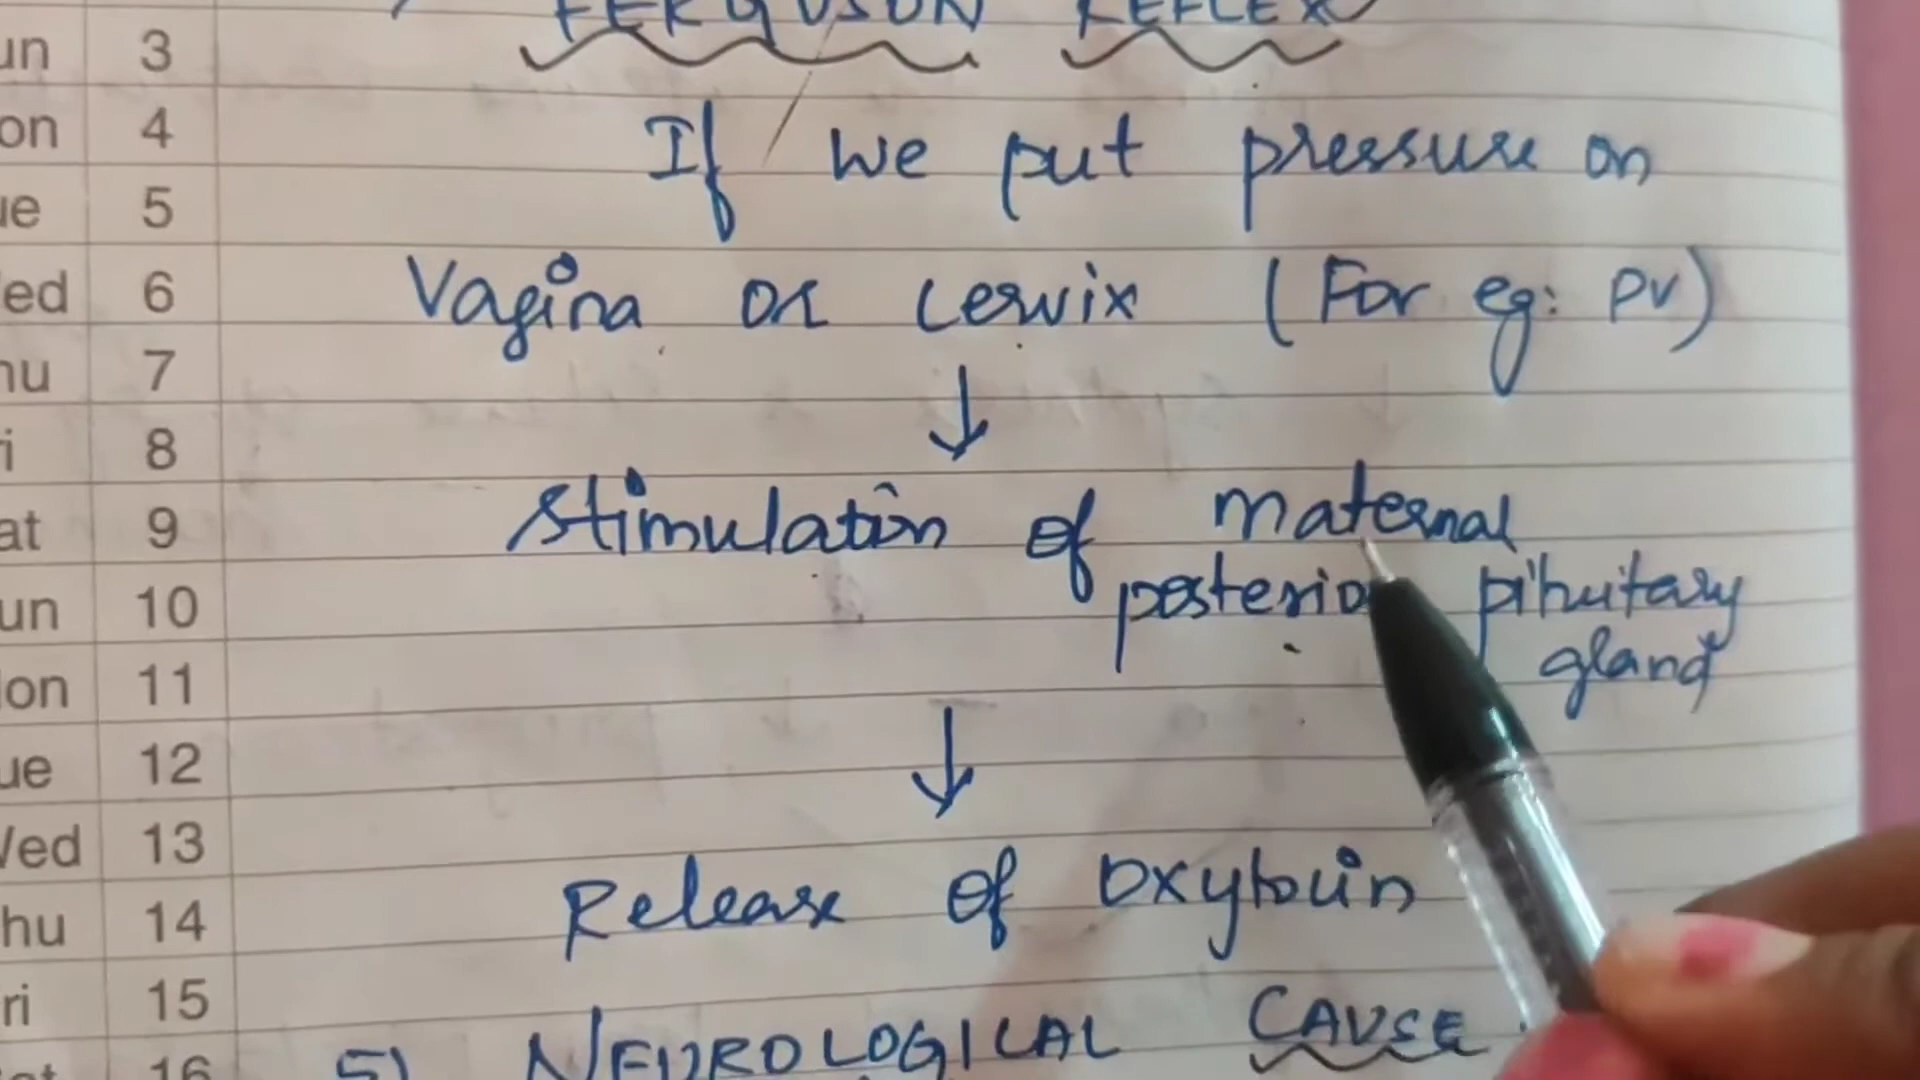 FERGUSON REFLEX
un 3
on 4
If we put pressure on
ue 5
ed 6
Vagina or cervix (For eg: PV)
hu 7
↓
ri 8
at 9
Stimulation of maternal
un 10
posterior pituitary
gland
on 11
↓
ue 12
Wed 13
Release of oxytocin
hu 14
ri 15
5) NEUROLOGICAL CAUSE
16